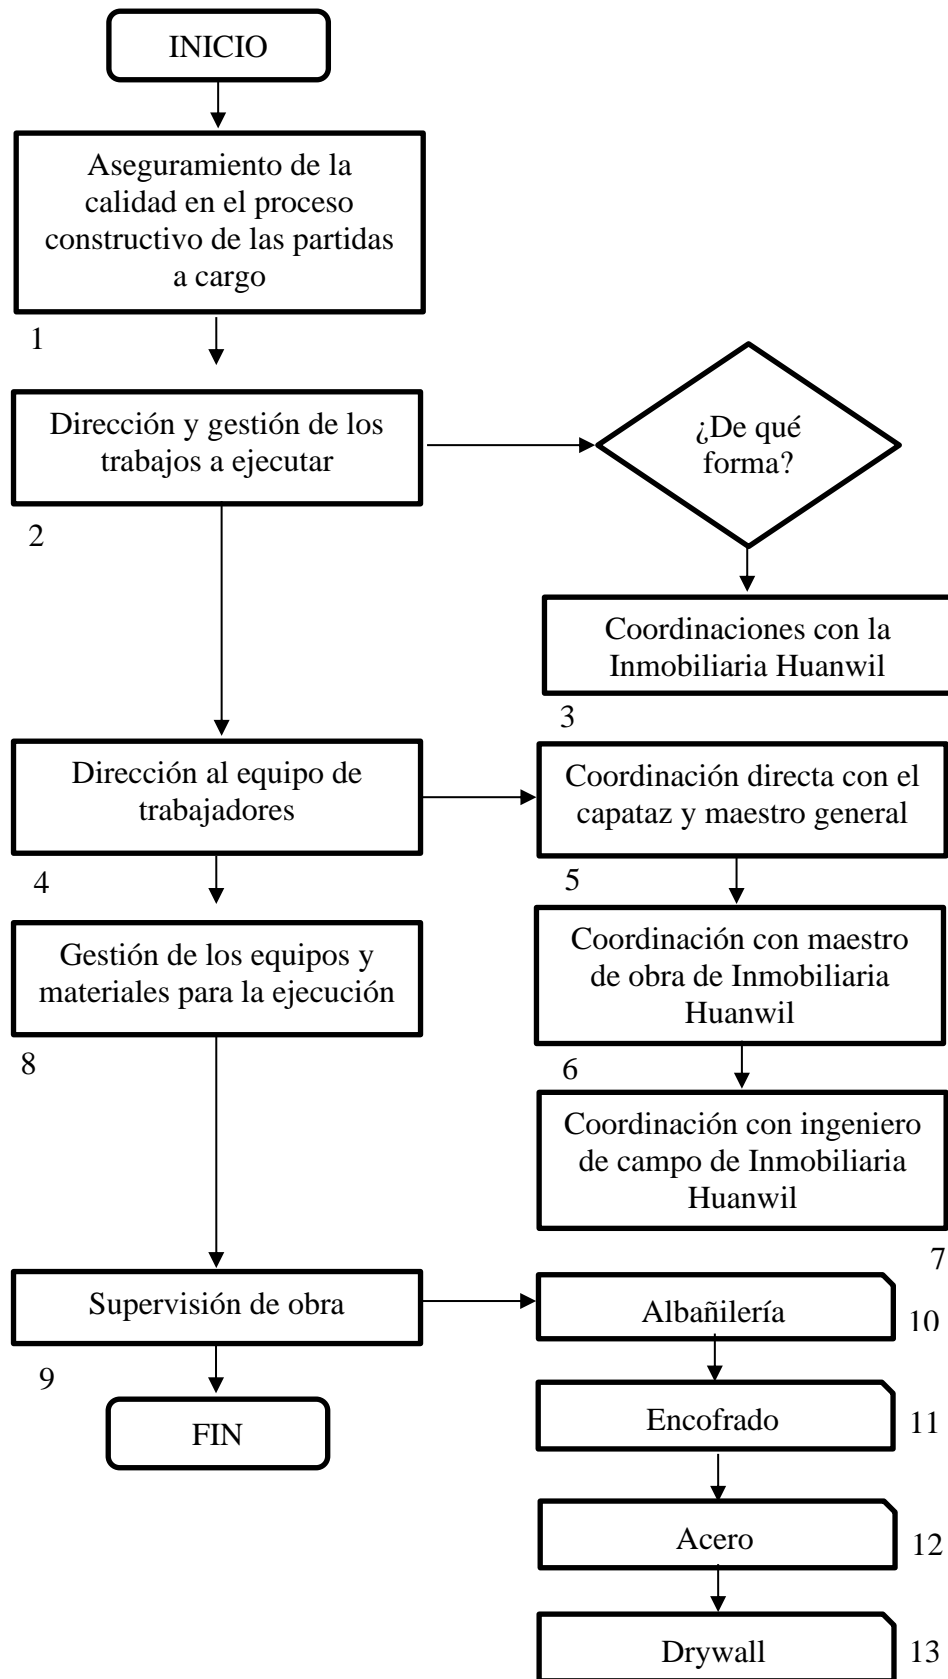 INICIO
Aseguramiento de la
calidad en el proceso
constructivo de las partidas
a cargo
1
Dirección y gestión de los
trabajos a ejecutar
2
¿De qué
forma?
Coordinaciones con la
Inmobiliaria Huanwil
3
Dirección al equipo de
trabajadores
4
Coordinación directa con el
capataz y maestro general
5
Gestión de los equipos y
materiales para la ejecución
8
Coordinación con maestro
de obra de Inmobiliaria
Huanwil
6
Coordinación con ingeniero
de campo de Inmobiliaria
Huanwil
7
Supervisión de obra
9
FIN
Albañilería
10
Encofrado
11
Acero
12
Drywall
13